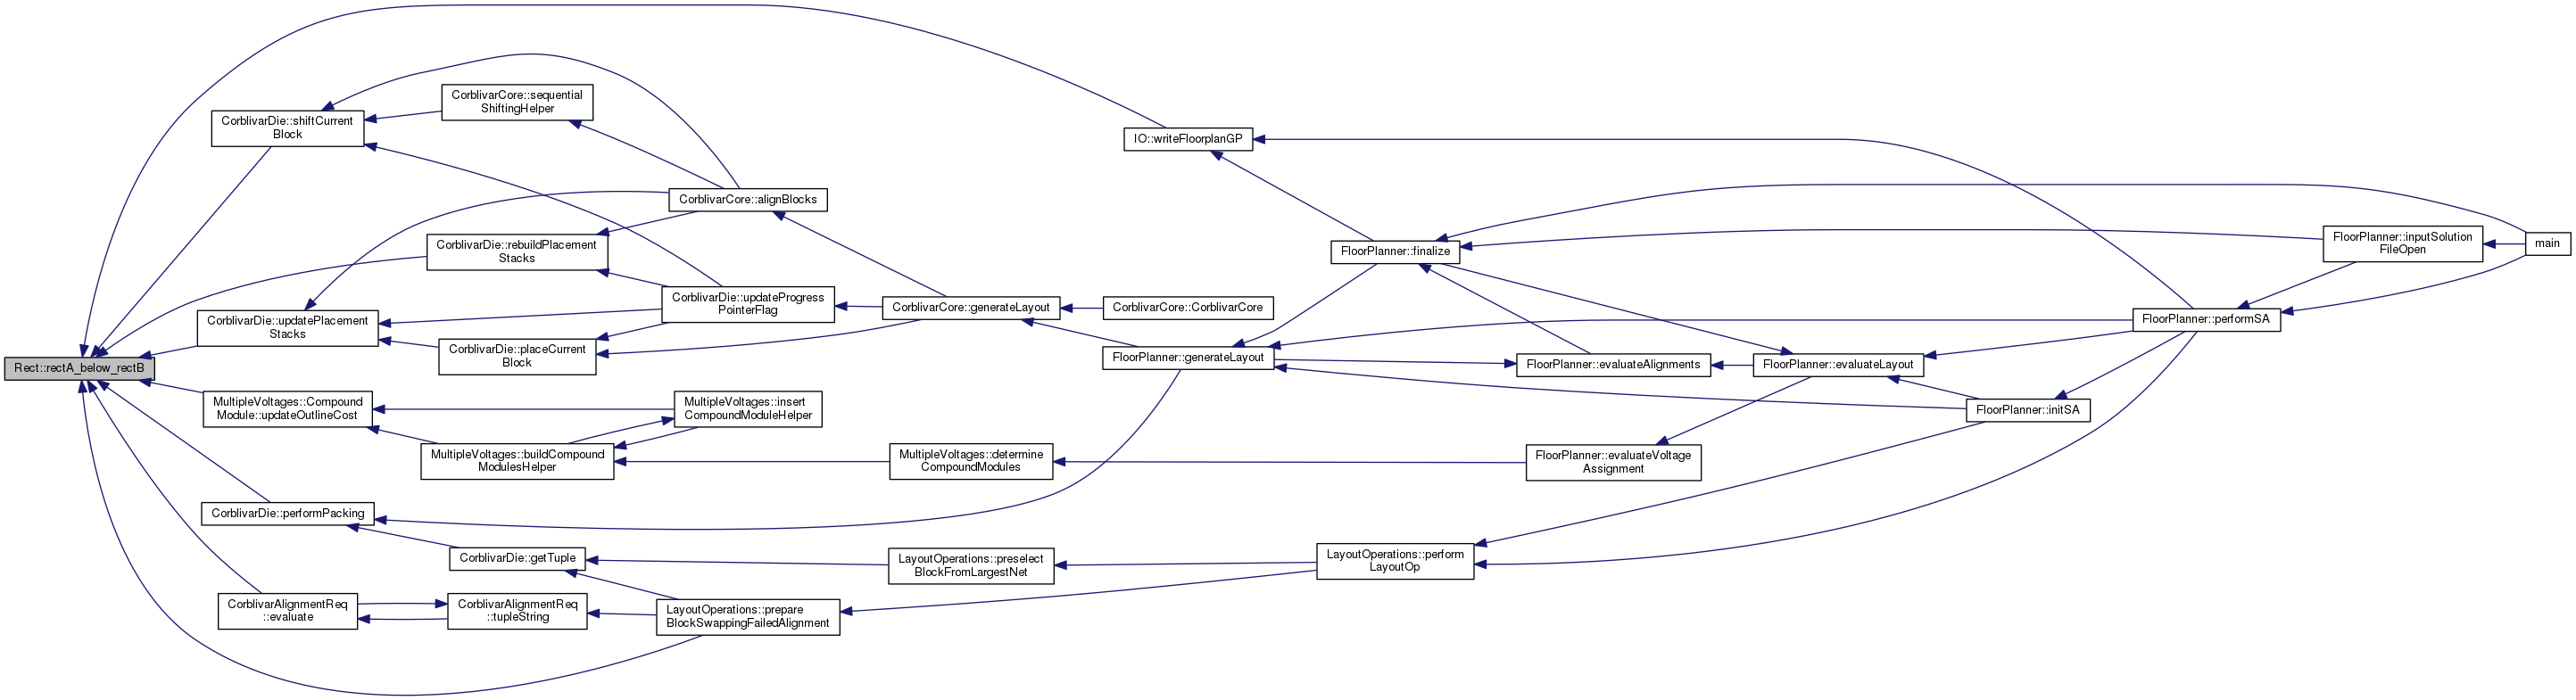 Rect::rectA_below_rectB
CorblivarDie::shiftCurrent
Block
CorblivarDie::updatePlacement
Stacks
MultipleVoltages::Compound
Module::updateOutlineCost
CorblivarDie::performPacking
CorblivarAlignmentReq
::evaluate
CorblivarCore::sequential
ShiftingHelper
CorblivarDie::rebuildPlacement
Stacks
CorblivarDie::placeCurrent
Block
MultipleVoltages::buildCompound
ModulesHelper
CorblivarDie::getTuple
CorblivarAlignmentReq
::tupleString
CorblivarCore::alignBlocks
CorblivarDie::updateProgress
PointerFlag
MultipleVoltages::insert
CompoundModuleHelper
LayoutOperations::prepare
BlockSwappingFailedAlignment
CorblivarCore::generateLayout
MultipleVoltages::determine
CompoundModules
LayoutOperations::preselect
BlockFromLargestNet
IO::writeFloorplanGP
CorblivarCore::CorblivarCore
FloorPlanner::generateLayout
FloorPlanner::finalize
LayoutOperations::perform
LayoutOp
FloorPlanner::evaluateAlignments
FloorPlanner::evaluateVoltage
Assignment
FloorPlanner::evaluateLayout
FloorPlanner::initSA
FloorPlanner::performSA
FloorPlanner::inputSolution
FileOpen
main